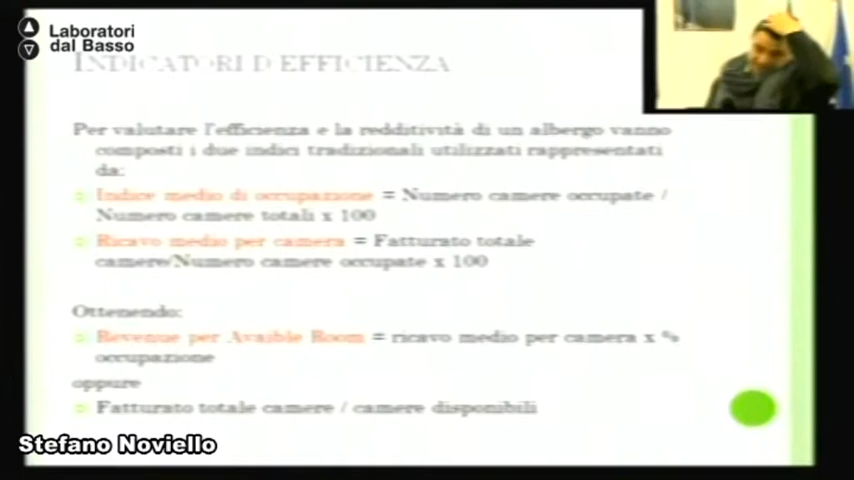 Laboratori
dal Basso
INDICATORI D EFFICIENZA
Per valutare l'efficienza e la redditività di un albergo vanno
composti i due indici tradizionali utilizzati rappresentati
da:
Indice medio di occupazione = Numero camere occupate /
Numero camere totali x 100
Ricavo medio per camera = Fatturato totale
camere/Numero camere occupate x 100
Ottenendo:
Revenue per Avaible Room = ricavo medio per camera x %
occupazione
oppure
Fatturato totale camere / camere disponibili
Stefano Noviello